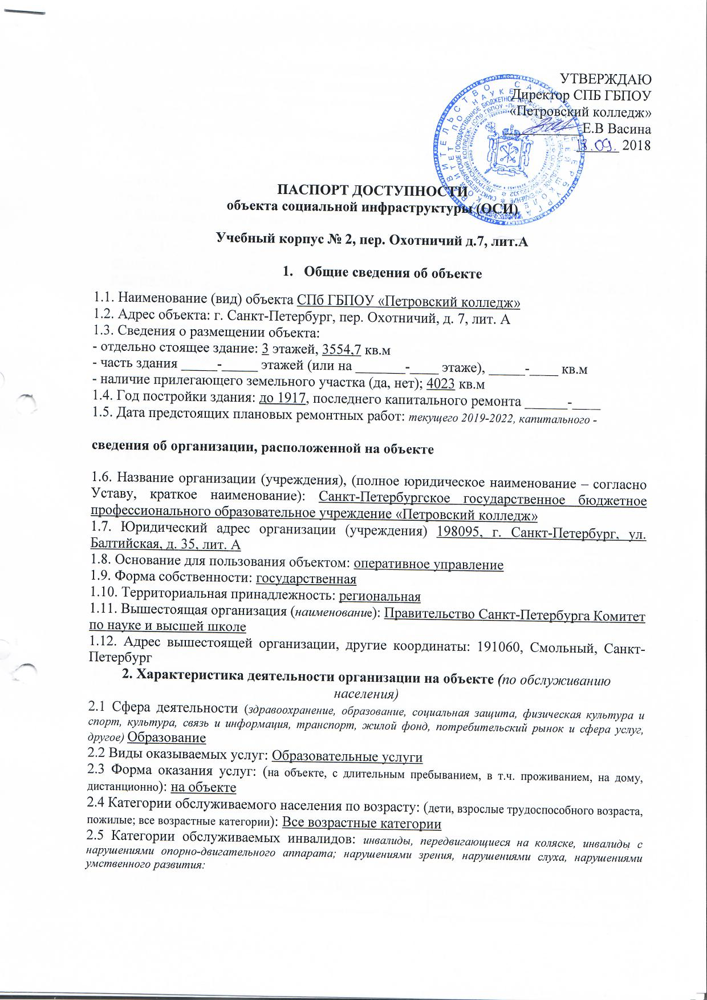 УТВЕРЖДАЮ
Директор СПБ ГБПОУ
«Петровский колледж»
Е.В Васина
.09. 2018
ПАСПОРТ ДОСТУПНОСТИ
объекта социальной инфраструктуры (ОСИ)
Учебный корпус № 2, пер. Охотничий д.7, лит.А
1. Общие сведения об объекте
1.1. Наименование (вид) объекта СПб ГБПОУ «Петровский колледж»
1.2. Адрес объекта: г. Санкт-Петербург, пер. Охотничий, д. 7, лит. А
1.3. Сведения о размещении объекта:
- отдельно стоящее здание: 3 этажей, 3554,7 кв.м
- часть здания _____-_____ этажей (или на _______-____ этаже), _____-____ кв.м
- наличие прилегающего земельного участка (да, нет); 4023 кв.м
1.4. Год постройки здания: до 1917, последнего капитального ремонта ______-____
1.5. Дата предстоящих плановых ремонтных работ: текущего 2019-2022, капитального -
сведения об организации, расположенной на объекте
1.6. Название организации (учреждения), (полное юридическое наименование – согласно
Уставу, краткое наименование): Санкт-Петербургское государственное бюджетное
профессионального образовательное учреждение «Петровский колледж»
1.7. Юридический адрес организации (учреждения) 198095, г. Санкт-Петербург, ул.
Балтийская, д. 35, лит. А
1.8. Основание для пользования объектом: оперативное управление
1.9. Форма собственности: государственная
1.10. Территориальная принадлежность: региональная
1.11. Вышестоящая организация (наименование): Правительство Санкт-Петербурга Комитет
по науке и высшей школе
1.12. Адрес вышестоящей организации, другие координаты: 191060, Смольный, Санкт-
Петербург
2. Характеристика деятельности организации на объекте (по обслуживанию
населения)
2.1 Сфера деятельности (здравоохранение, образование, социальная защита, физическая культура и
спорт, культура, связь и информация, транспорт, жилой фонд, потребительский рынок и сфера услуг,
другое) Образование
2.2 Виды оказываемых услуг: Образовательные услуги
2.3 Форма оказания услуг: (на объекте, с длительным пребыванием, в т.ч. проживанием, на дому,
дистанционно): на объекте
2.4 Категории обслуживаемого населения по возрасту: (дети, взрослые трудоспособного возраста,
пожилые; все возрастные категории): Все возрастные категории
2.5 Категории обслуживаемых инвалидов: инвалиды, передвигающиеся на коляске, инвалиды с
нарушениями опорно-двигательного аппарата; нарушениями зрения, нарушениями слуха, нарушениями
умственного развития: